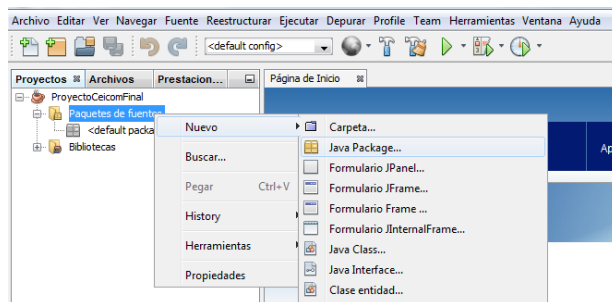 Archivo Editar Ver Navegar Fuente Reestructurar Ejecutar Depurar Profile Team Herramientas Ventana Ayuda
<default config>
Proyectos Archivos Prestacion... Página de Inicio
ProyectoCeicomFinal
Paquetes de fuentes
<default packa
Bibliotecas
Nuevo
Buscar...
Pegar Ctrl+V
History
Herramientas
Propiedades
Carpeta...
Java Package...
Formulario JPanel...
Formulario JFrame...
Formulario Frame ...
Formulario JInternalFrame...
Java Class...
Java Interface...
Clase entidad...
Ap